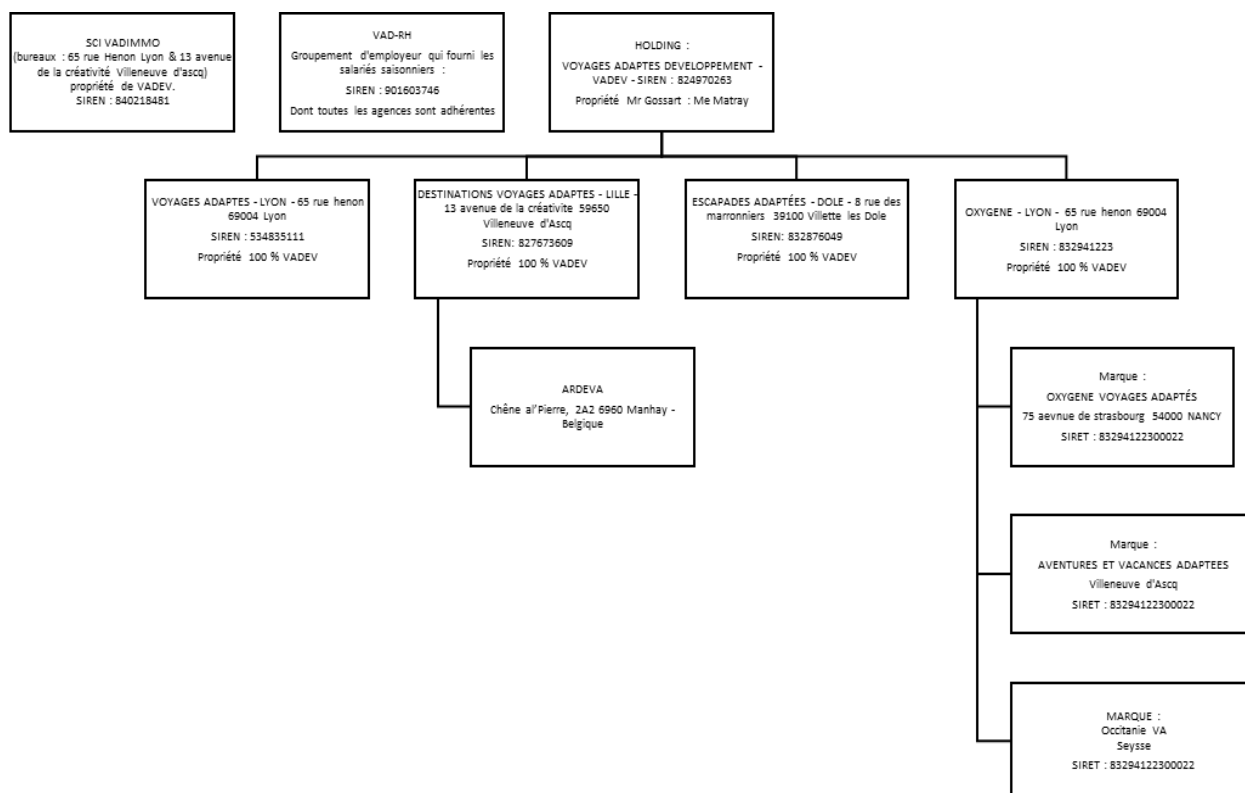 SCI VADIMMO
(bureaux : 65 rue Henon Lyon & 13 avenue
de la créativité Villeneuve d'ascq)
propriété de VADEV.
SIREN : 840218481
VAD-RH
Groupement d'employeur qui fourni les
salariés saisonniers :
SIREN : 901603746
Dont toutes les agences sont adhérentes
HOLDING :
VOYAGES ADAPTES DEVELOPPEMENT -
VADEV - SIREN : 824970263
Propriété Mr Gossart : Me Matray
VOYAGES ADAPTES - LYON - 65 rue henon
69004 Lyon
SIREN : 534835111
Propriété 100 % VADEV
DESTINATIONS VOYAGES ADAPTES - LILLE -
13 avenue de la créativite 59650
Villeneuve d'Ascq
SIREN: 827673609
Propriété 100 % VADEV
ESCAPADES ADAPTÉES - DOLE - 8 rue des
marronniers 39100 Villette les Dole
SIREN: 832876049
Propriété 100 % VADEV
OXYGENE - LYON - 65 rue henon 69004
Lyon
SIREN : 832941223
Propriété 100 % VADEV
ARDEVA
Chêne al'Pierre, 2A2 6960 Manhay -
Belgique
Marque :
OXYGENE VOYAGES ADAPTÉS
75 aevnue de strasbourg 54000 NANCY
SIRET : 83294122300022
Marque :
AVENTURES ET VACANCES ADAPTEES
Villeneuve d'Ascq
SIRET : 83294122300022
MARQUE :
Occitanie VA
Seysse
SIRET : 83294122300022